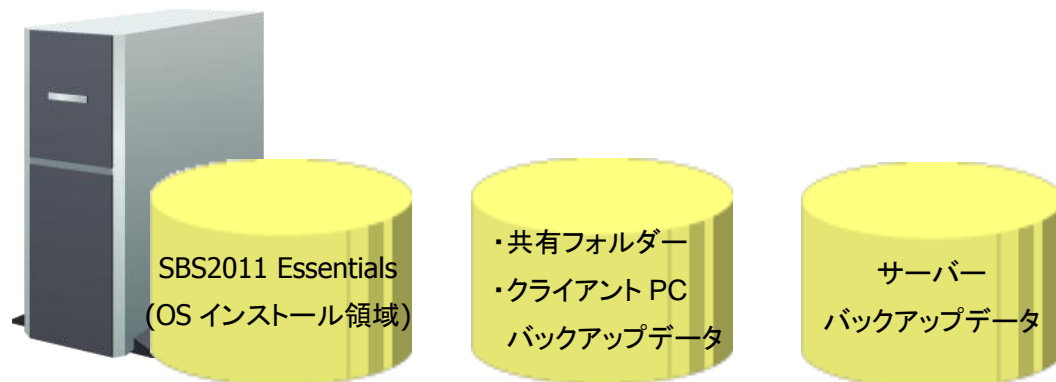 SBS2011 Essentials
(OS インストール領域)
・共有フォルダー
・クライアント PC
バックアップデータ
サーバー
バックアップデータ